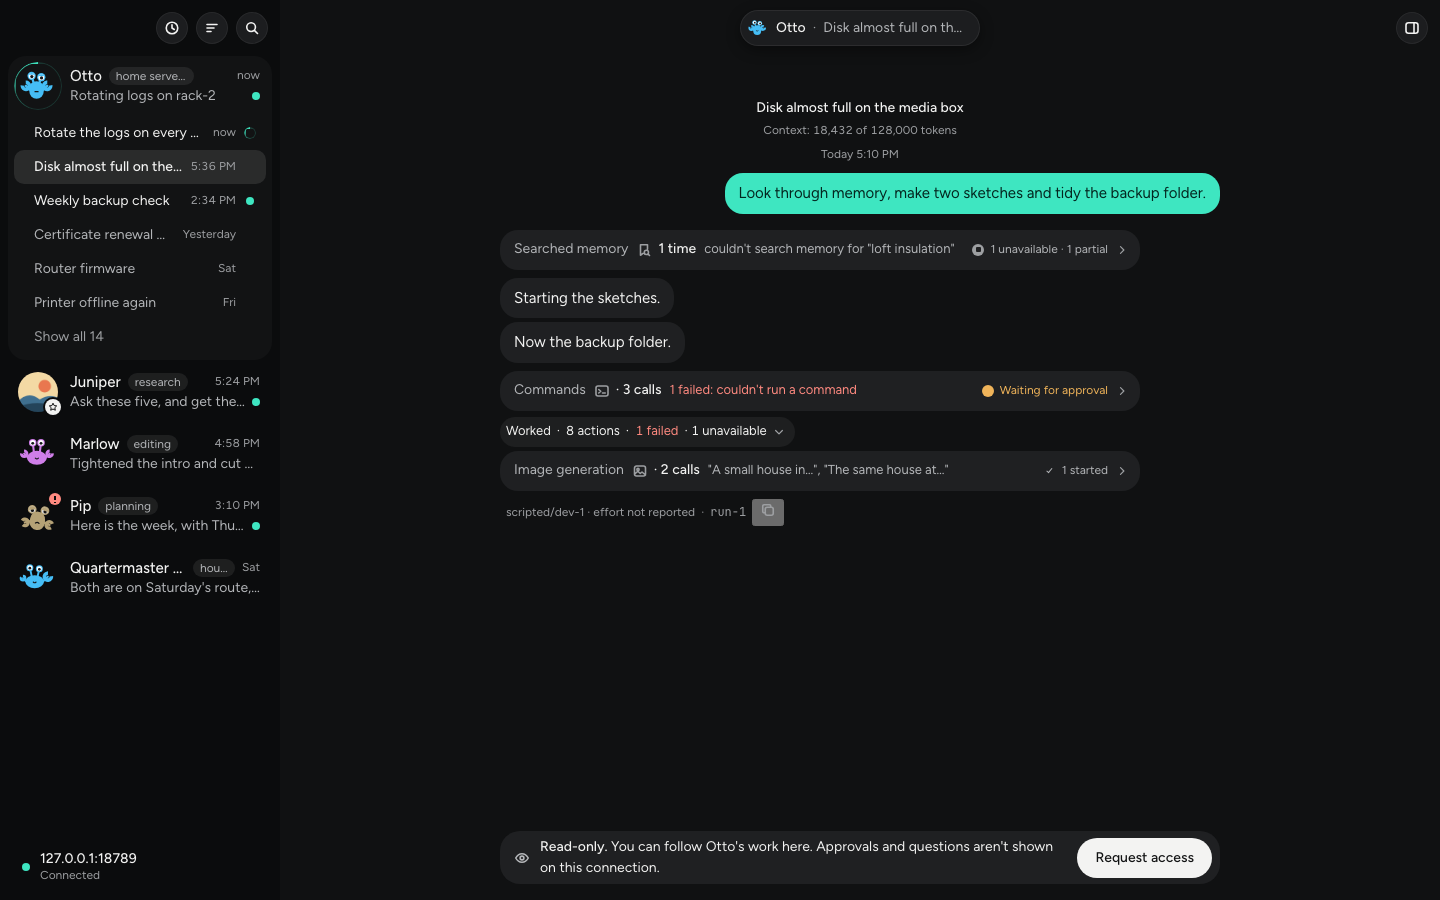 Otto home serve... now
Rotating logs on rack-2
Rotate the logs on every ... now
Disk almost full on the... 5:36 PM
Weekly backup check 2:34 PM
Certificate renewal ... Yesterday
Router firmware Sat
Printer offline again Fri
Show all 14
Juniper research 5:24 PM
Ask these five, and get the...
Marlow editing 4:58 PM
Tightened the intro and cut ...
Pip planning 3:10 PM
Here is the week, with Thu...
Quartermaster ... hou... Sat
Both are on Saturday's route,...
127.0.0.1:18789
Connected
Otto · Disk almost full on th...
Disk almost full on the media box
Context: 18,432 of 128,000 tokens
Today 5:10 PM
Look through memory, make two sketches and tidy the backup folder.
Searched memory 1 time couldn't search memory for "loft insulation" 1 unavailable · 1 partial
Starting the sketches.
Now the backup folder.
Commands · 3 calls 1 failed: couldn't run a command Waiting for approval
Worked · 8 actions · 1 failed · 1 unavailable
Image generation · 2 calls "A small house in...", "The same house at..." 1 started
scripted/dev-1 · effort not reported · run-1
Read-only. You can follow Otto's work here. Approvals and questions aren't shown
on this connection.
Request access